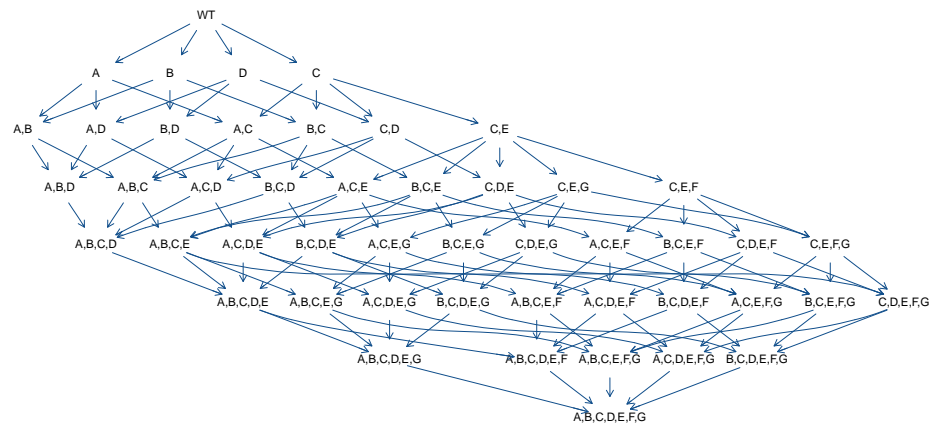 WT
A B D C
A,B A,D B,D A,C B,C C,D C,E
A,B,D A,B,C A,C,D B,C,D A,C,E B,C,E C,D,E C,E,G C,E,F
A,B,C,D A,B,C,E A,C,D,E B,C,D,E A,C,E,G B,C,E,G C,D,E,G A,C,E,F B,C,E,F C,D,E,F C,E,F,G
A,B,C,D,E A,B,C,E,G A,C,D,E,G B,C,D,E,G A,B,C,E,F A,C,D,E,F B,C,D,E,F A,C,E,F,G B,C,E,F,G C,D,E,F,G
A,B,C,D,E,G A,B,C,D,E,F A,B,C,E,F,G A,C,D,E,F,G B,C,D,E,F,G
A,B,C,D,E,F,G